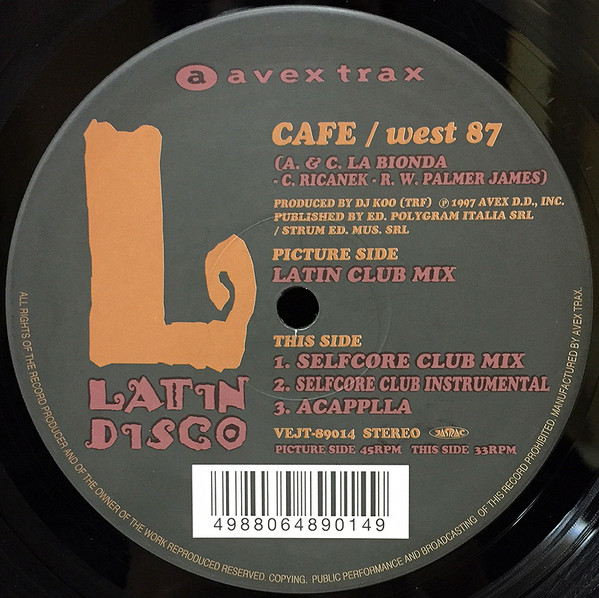 a avex trax
L
LATIN
DISCO
CAFE / west 87
(A. & C. LA BIONDA
- C. RICANEK - R. W. PALMER JAMES)
PRODUCED BY DJ KOO (TRF) Ⓟ 1997 AVEX D.D., INC.
PUBLISHED BY ED. POLYGRAM ITALIA SRL
/ STRUM ED. MUS. SRL
PICTURE SIDE
LATIN CLUB MIX
THIS SIDE
1. SELFCORE CLUB MIX
2. SELFCORE CLUB INSTRUMENTAL
3. ACAPPLLA
VEJT-89014 STEREO JASRAC
PICTURE SIDE 45RPM THIS SIDE 33RPM
4988064890149
ALL RIGHTS OF THE RECORD PRODUCER AND OF THE OWNER OF THE WORK REPRODUCED RESERVED. COPYING. PUBLIC PERFORMANCE AND BROADCASTING OF THIS RECORD PROHIBITED. MANUFACTURED BY AVEX TRAX.